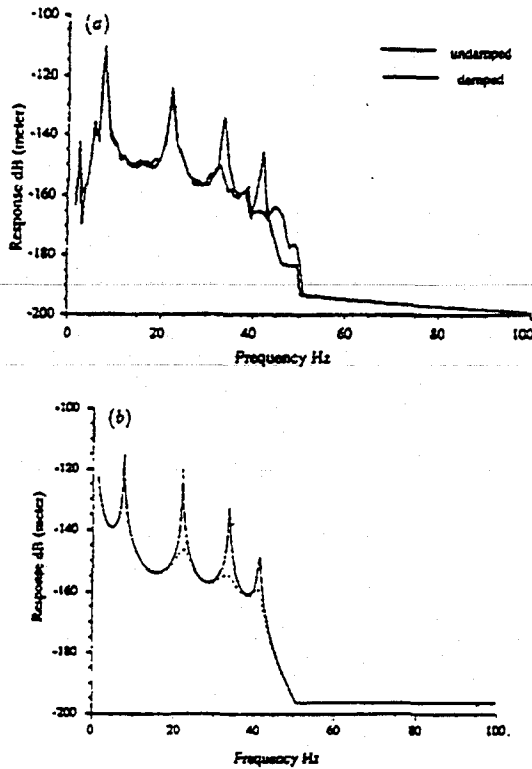 -100
(a)
undamped
damped
-120
-140
-160
-180
-200
Response dB (meter)
0 20 40 60 80 100
Frequency Hz
-100
(b)
-120
-140
-160
-180
-200
Response dB (meter)
0 20 40 60 80 100.
Frequency Hz